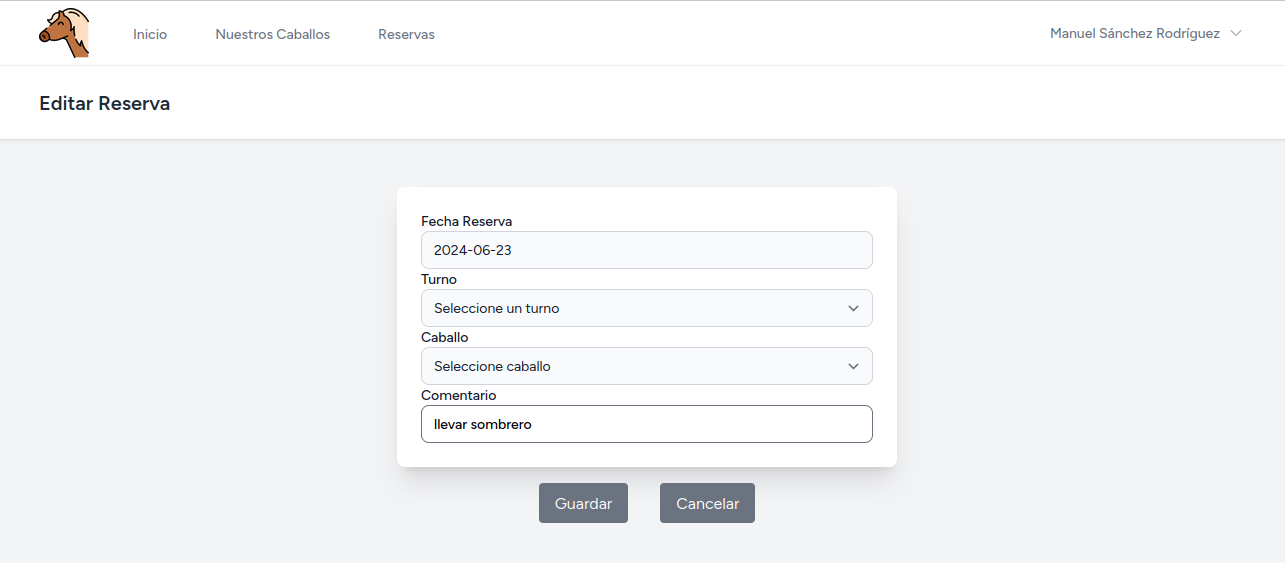 Inicio Nuestros Caballos Reservas Manuel Sánchez Rodríguez
Editar Reserva
Fecha Reserva
2024-06-23
Turno
Seleccione un turno
Caballo
Seleccione caballo
Comentario
llevar sombrero
Guardar Cancelar